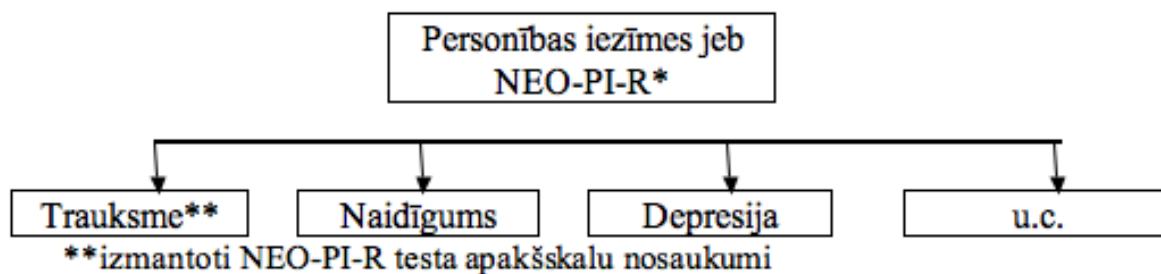 Personības iezīmes jeb
NEO-PI-R*
Trauksme**
Naidīgums
Depresija
u.c.
**izmantoti NEO-PI-R testa apakšskalu nosaukumi